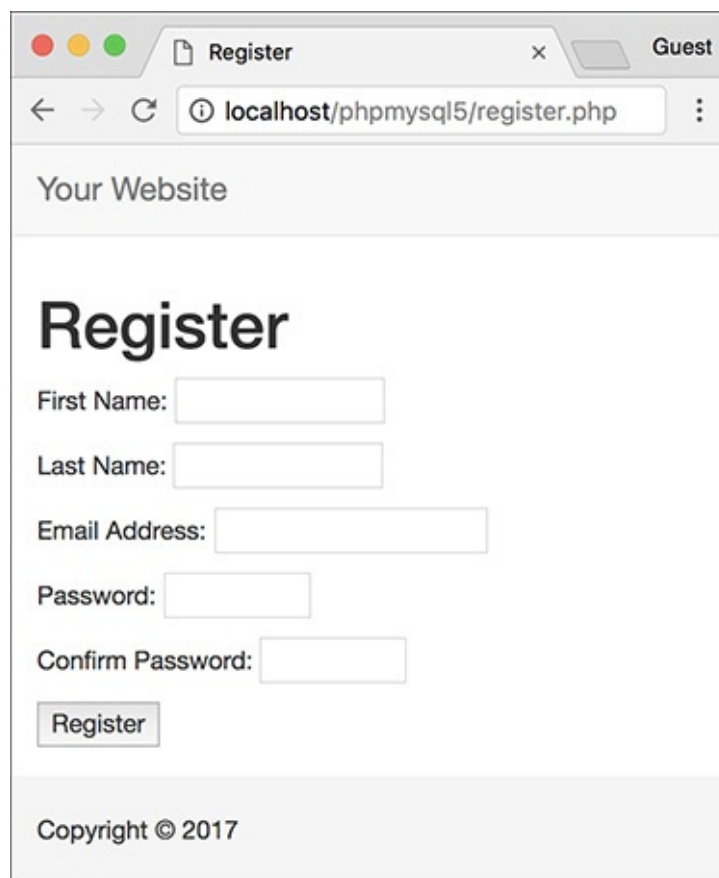 Register
Guest
localhost/phpmysql5/register.php
Your Website
Register
First Name:
Last Name:
Email Address:
Password:
Confirm Password:
Register
Copyright © 2017